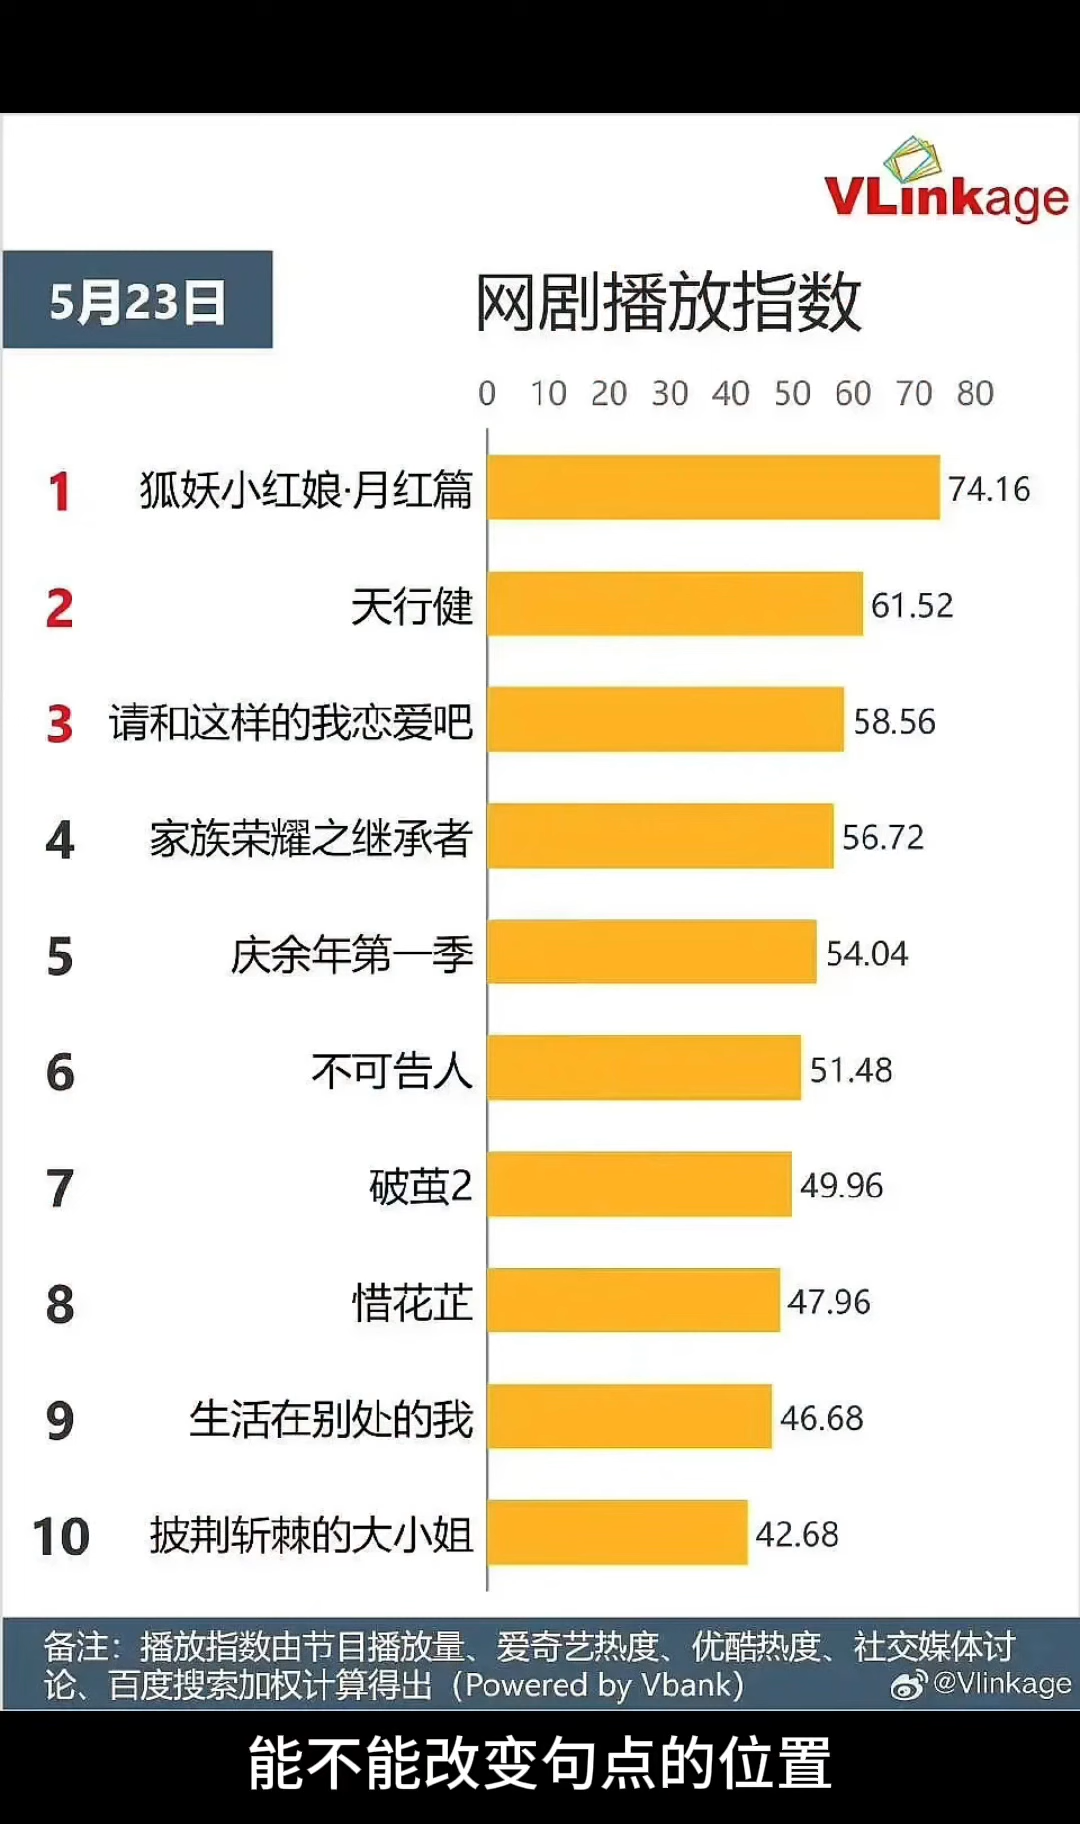 VLinkage
5月23日
网剧播放指数
0 10 20 30 40 50 60 70 80
1 狐妖小红娘·月红篇 74.16
2 天行健 61.52
3 请和这样的我恋爱吧 58.56
4 家族荣耀之继承者 56.72
5 庆余年第一季 54.04
6 不可告人 51.48
7 破茧2 49.96
8 惜花芷 47.96
9 生活在别处的我 46.68
10 披荆斩棘的大小姐 42.68
备注：播放指数由节目播放量、爱奇艺热度、优酷热度、社交媒体讨
论、百度搜索加权计算得出（Powered by Vbank）
@Vlinkage
能不能改变句点的位置